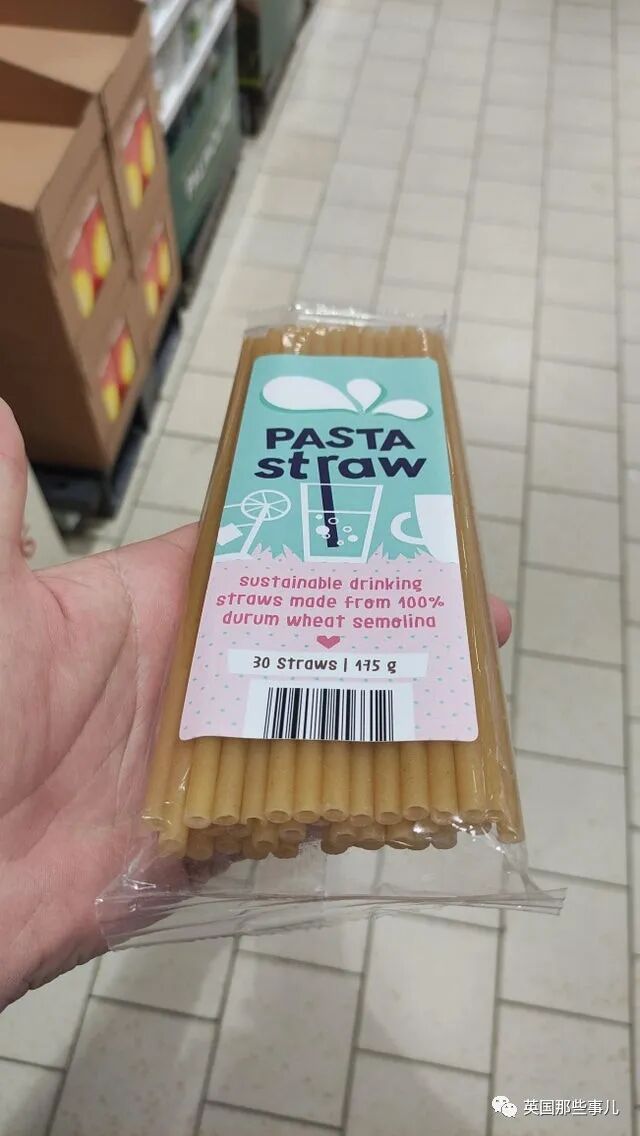 PASTA
straw
sustainable drinking
straws made from 100%
durum wheat semolina
30 Straws | 175 g
英国那些事儿